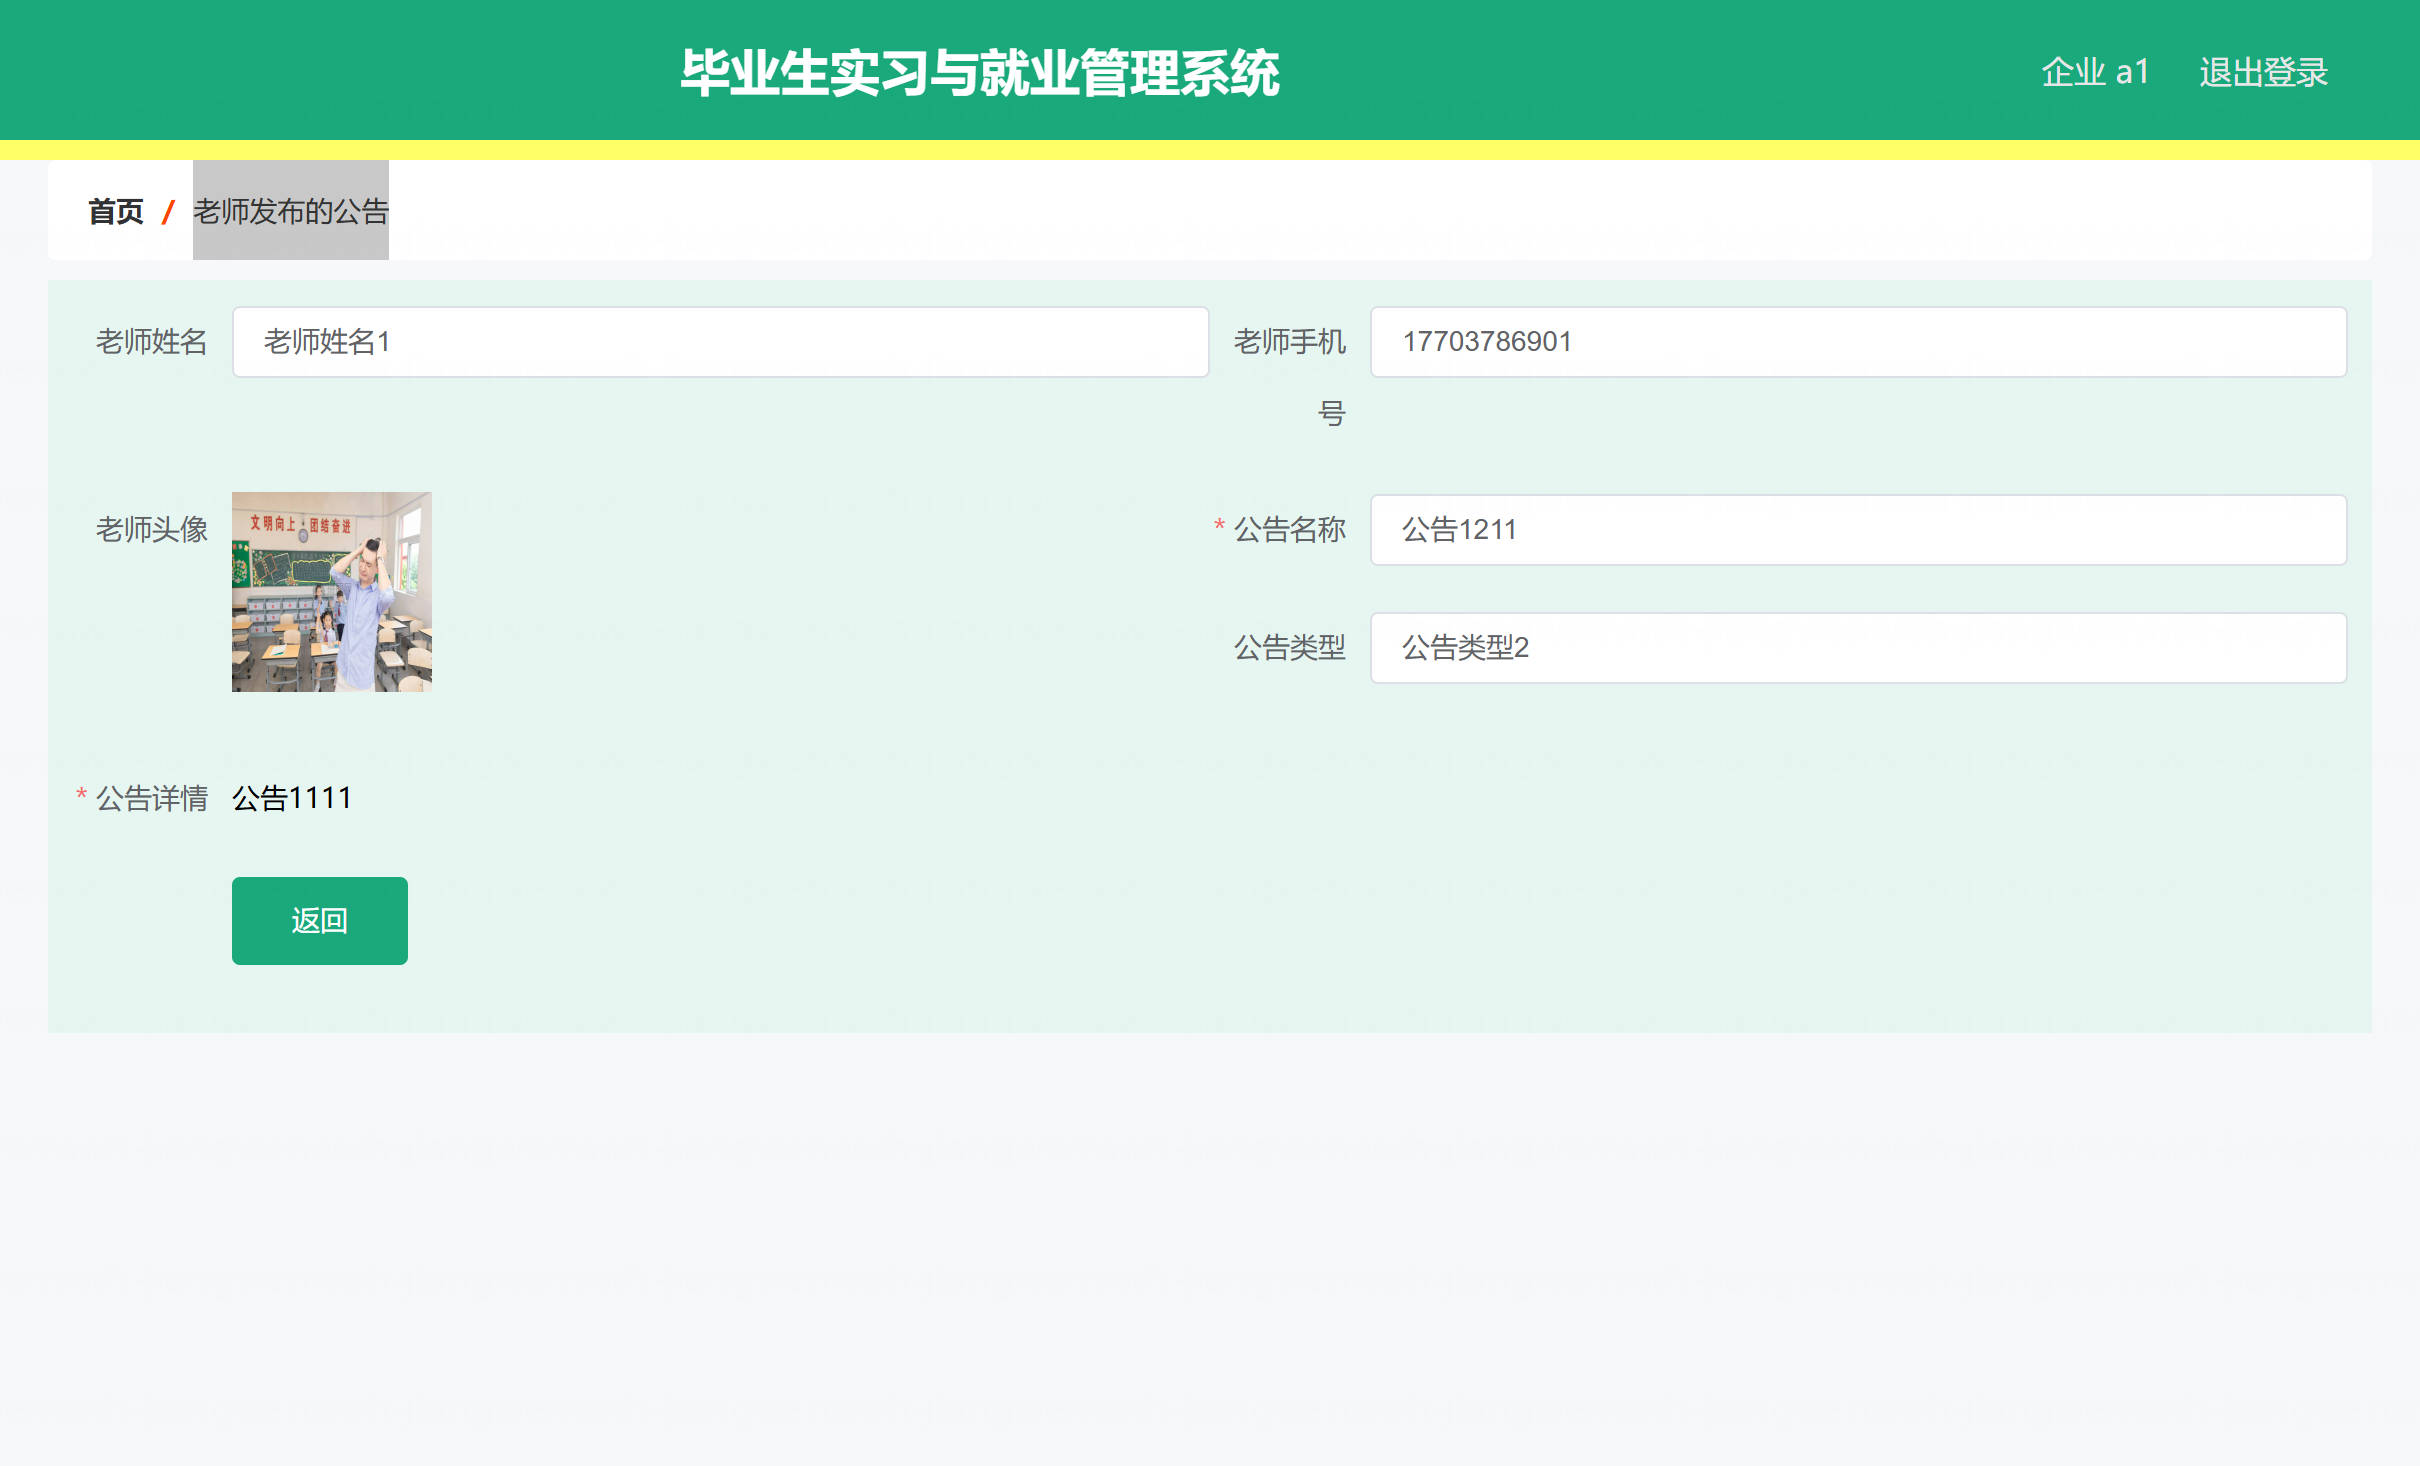 毕业生实习与就业管理系统
企业 a1 退出登录
首页 / 老师发布的公告
老师姓名 老师姓名1
老师手机号 17703786901
老师头像
文明向上 · 团结奋进
* 公告名称 公告1211
公告类型 公告类型2
* 公告详情 公告1111
返回